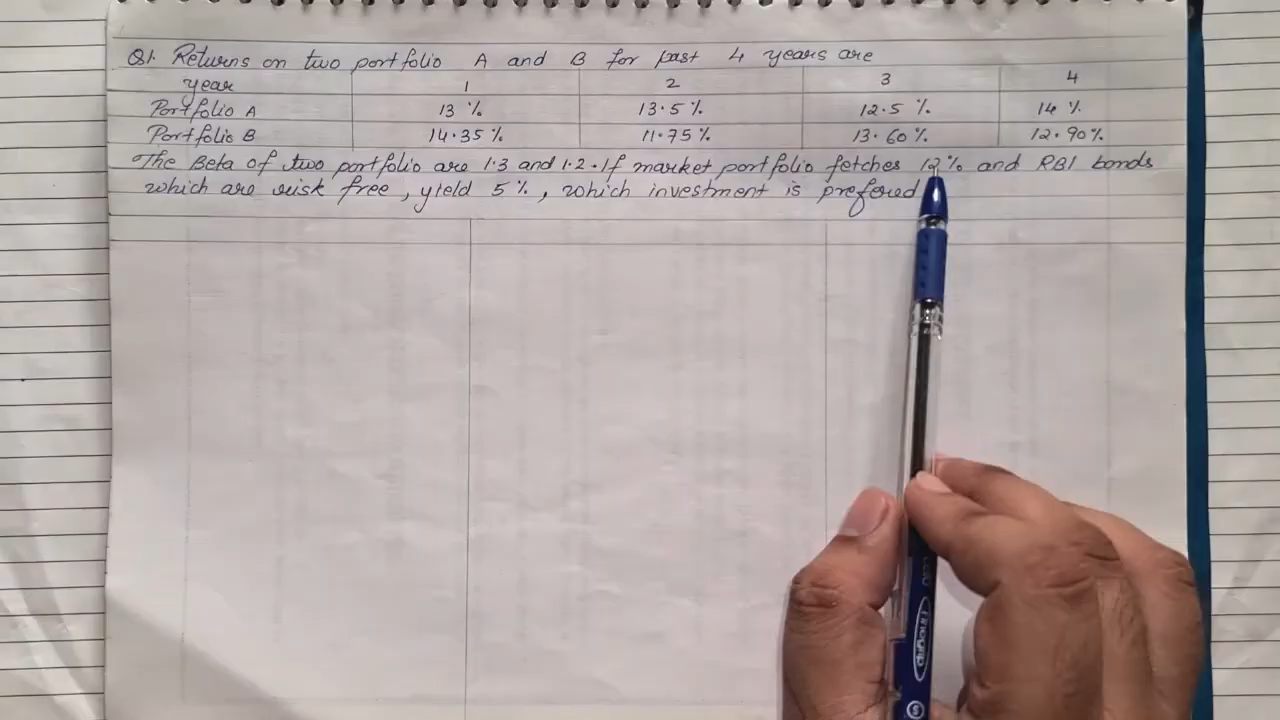 Q1. Returns on two portfolio A and B for past 4 years are
year 1 2 3 4
Portfolio A 13 % 13.5 % 12.5 % 14 %
Portfolio B 14.35 % 11.75 % 13.60 % 12.90 %
The Beta of two portfolio are 1.3 and 1.2. If market portfolio fetches 12% and RBI bonds
which are risk free, yield 5 %, which investment is prefered
Linogrip